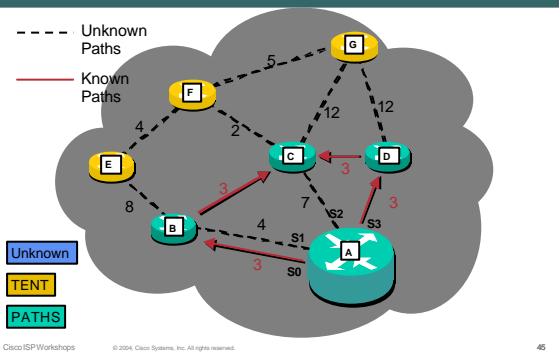 Unknown
Paths
Known
Paths
G
5
F
4
2
12
12
E
C
D
3
8
3
7
3
B
4
S2
S3
S1
A
3
S0
Unknown
TENT
PATHS
Cisco ISP Workshops
© 2004, Cisco Systems, Inc. All rights reserved.
45